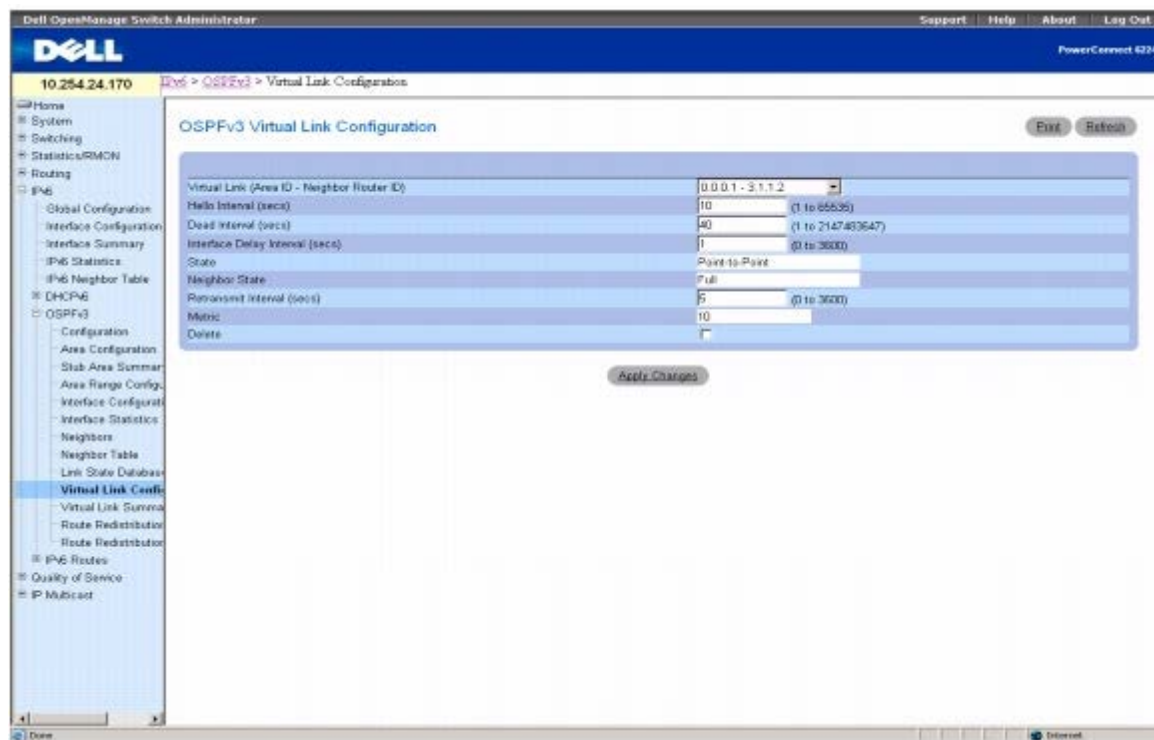 Dell OpenManage Switch Administrator
Support Help About Log Out
DELL
PowerConnect 6224
10.254.24.170
IPv6 > OSPFv3 > Virtual Link Configuration
Home
System
Switching
Statistics/RMON
Routing
IPv6
Global Configuration
Interface Configuration
Interface Summary
IPv6 Statistics
IPv6 Neighbor Table
DHCPv6
OSPFv3
Configuration
Area Configuration
Stub Area Summar
Area Range Config
Interface Configurati
Interface Statistics
Neighbors
Neighbor Table
Link State Databas
Virtual Link Confi
Virtual Link Summa
Route Redistribution
Route Redistribution
IPv6 Routes
Quality of Service
IP Multicast
OSPFv3 Virtual Link Configuration
Print Refresh
Virtual Link (Area ID - Neighbor Router ID) 0.0.0.1 - 3.1.1.2
Hello Interval (secs) 10 (1 to 65535)
Dead Interval (secs) 40 (1 to 2147483647)
Interface Delay Interval (secs) 1 (0 to 3600)
State Point-to-Point
Neighbor State Full
Retransmit Interval (secs) 5 (0 to 3600)
Metric 10
Delete
Apply Changes
Done
Internet